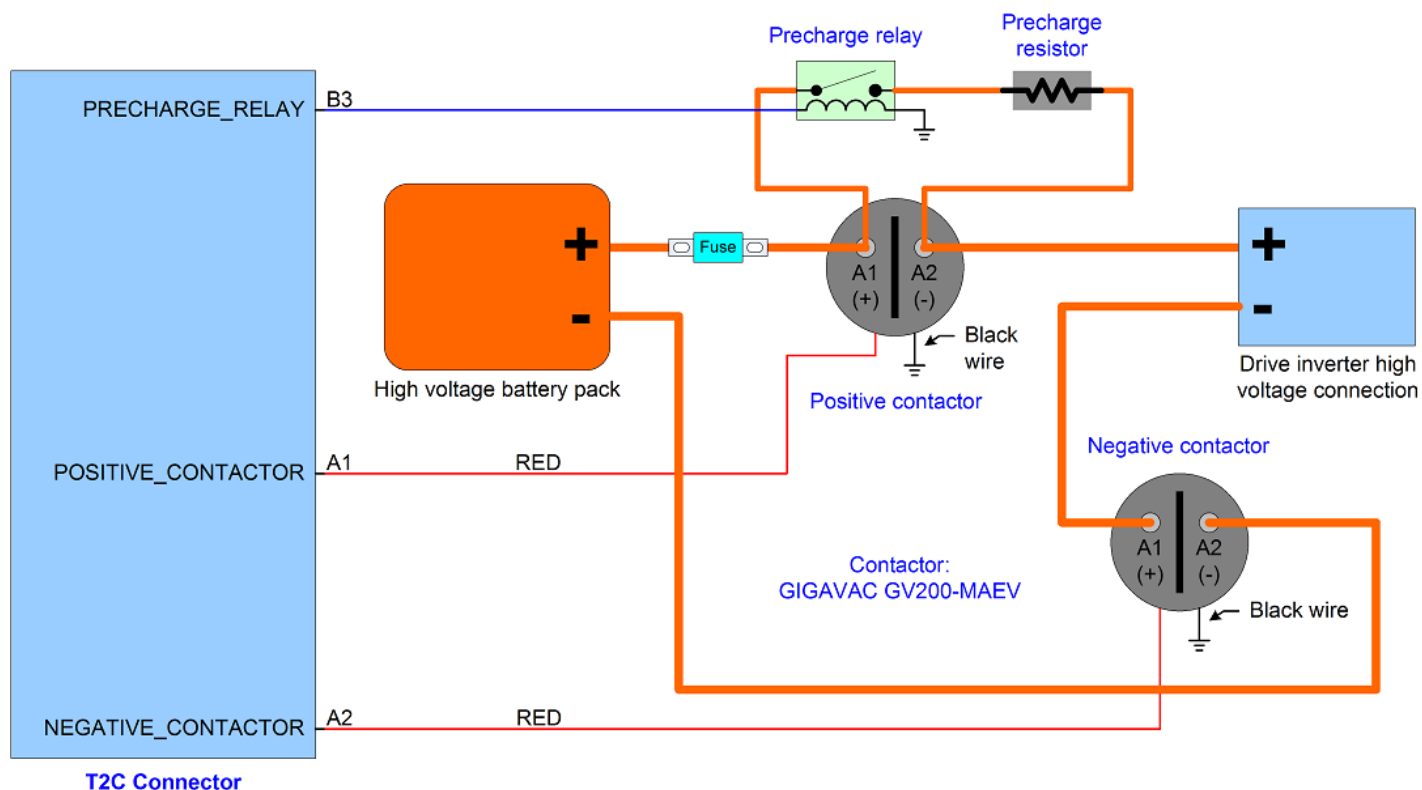 Precharge
resistor
Precharge relay
PRECHARGE_RELAY
B3
+
Fuse
+
A1
A2
(+)
(-)
-
-
Black
wire
High voltage battery pack
Drive inverter high
voltage connection
Positive contactor
Negative contactor
POSITIVE_CONTACTOR
A1
RED
A1
A2
(+)
(-)
Contactor:
GIGAVAC GV200-MAEV
Black wire
NEGATIVE_CONTACTOR
A2
RED
T2C Connector